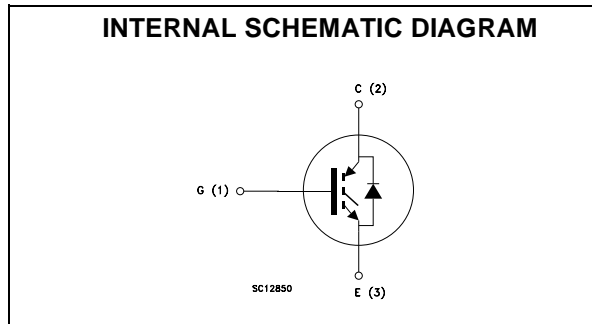 INTERNAL SCHEMATIC DIAGRAM
C (2)
G (1)
SC12850
E (3)